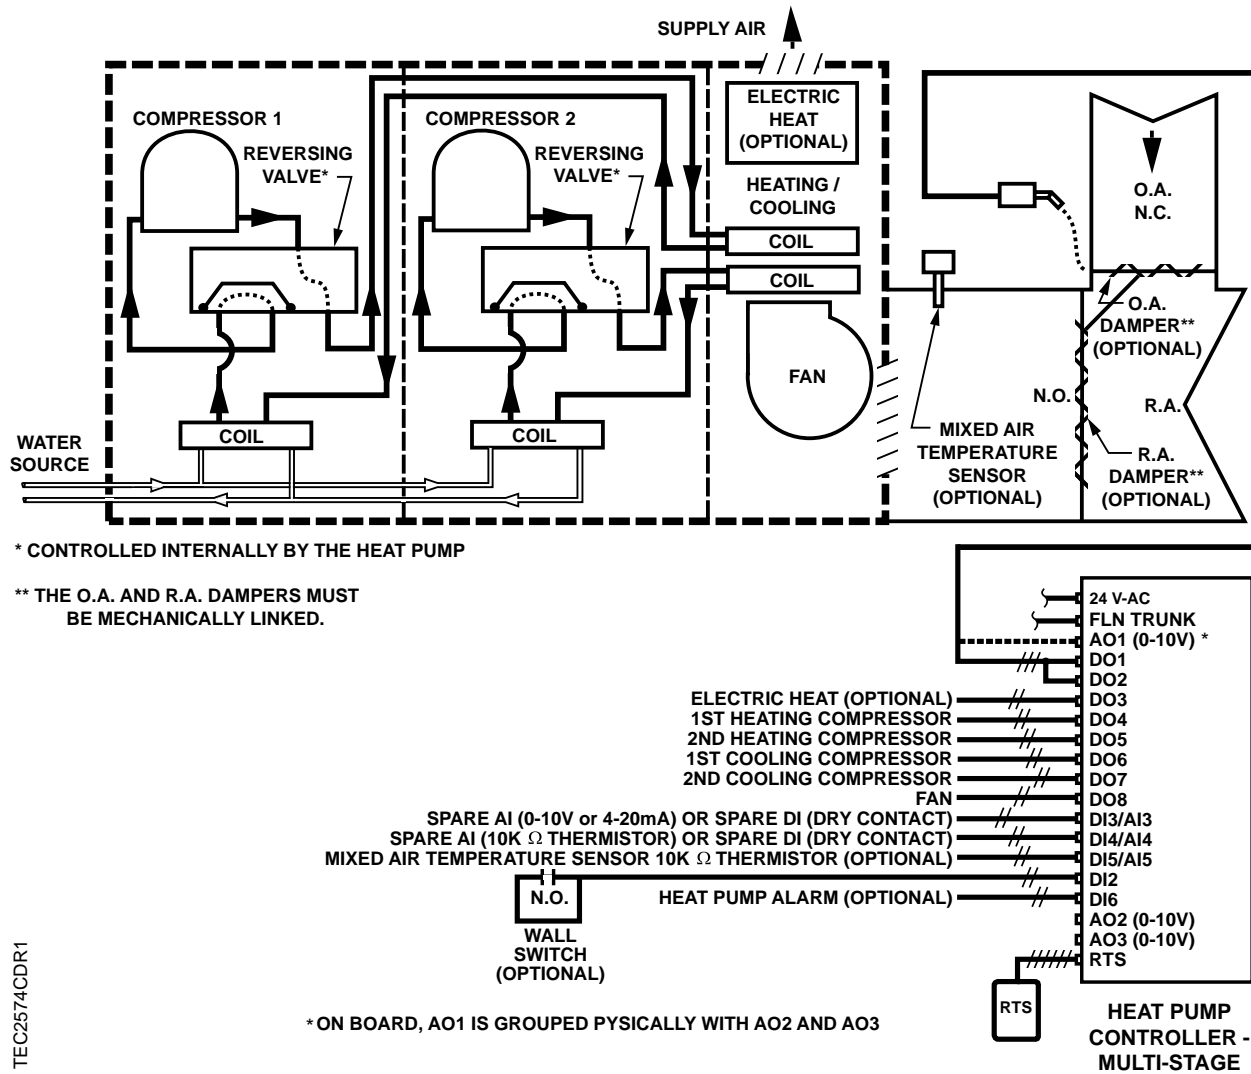 SUPPLY AIR
COMPRESSOR 1
REVERSING
VALVE*
COMPRESSOR 2
REVERSING
VALVE*
ELECTRIC
HEAT
(OPTIONAL)
HEATING /
COOLING
COIL
COIL
FAN
COIL
COIL
WATER
SOURCE
O.A.
N.C.
O.A.
DAMPER**
(OPTIONAL)
N.O.
R.A.
R.A.
DAMPER**
(OPTIONAL)
MIXED AIR
TEMPERATURE
SENSOR
(OPTIONAL)
* CONTROLLED INTERNALLY BY THE HEAT PUMP
** THE O.A. AND R.A. DAMPERS MUST
BE MECHANICALLY LINKED.
24 V-AC
FLN TRUNK
AO1 (0-10V) *
DO1
DO2
ELECTRIC HEAT (OPTIONAL) DO3
1ST HEATING COMPRESSOR DO4
2ND HEATING COMPRESSOR DO5
1ST COOLING COMPRESSOR DO6
2ND COOLING COMPRESSOR DO7
FAN DO8
SPARE AI (0-10V or 4-20mA) OR SPARE DI (DRY CONTACT) DI3/AI3
SPARE AI (10K Ω THERMISTOR) OR SPARE DI (DRY CONTACT) DI4/AI4
MIXED AIR TEMPERATURE SENSOR 10K Ω THERMISTOR (OPTIONAL) DI5/AI5
DI2
HEAT PUMP ALARM (OPTIONAL) DI6
AO2 (0-10V)
AO3 (0-10V)
RTS
N.O.
WALL
SWITCH
(OPTIONAL)
RTS
HEAT PUMP
CONTROLLER -
MULTI-STAGE
* ON BOARD, AO1 IS GROUPED PYSICALLY WITH AO2 AND AO3
TEC2574CDR1